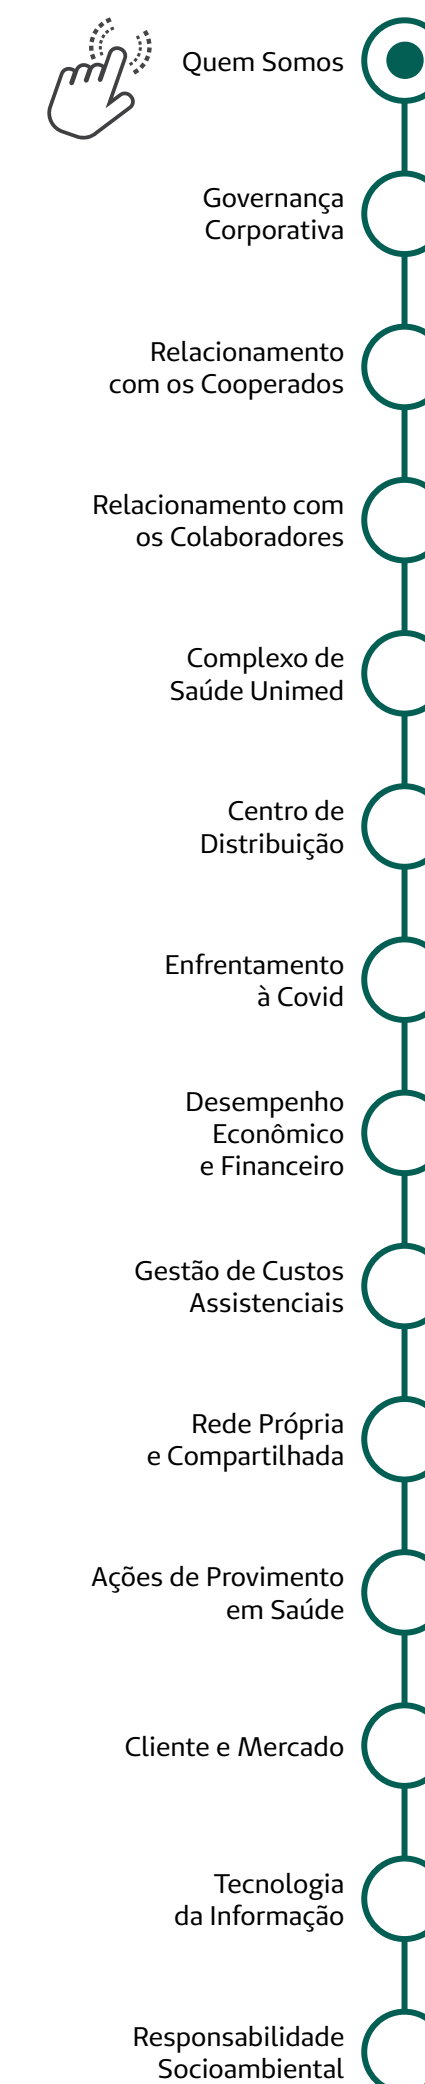 Quem Somos
Governança
Corporativa
Relacionamento
com os Cooperados
Relacionamento com
os Colaboradores
Complexo de
Saúde Unimed
Centro de
Distribuição
Enfrentamento
à Covid
Desempenho
Econômico
e Financeiro
Gestão de Custos
Assistenciais
Rede Própria
e Compartilhada
Ações de Provimento
em Saúde
Cliente e Mercado
Tecnologia
da Informação
Responsabilidade
Socioambiental